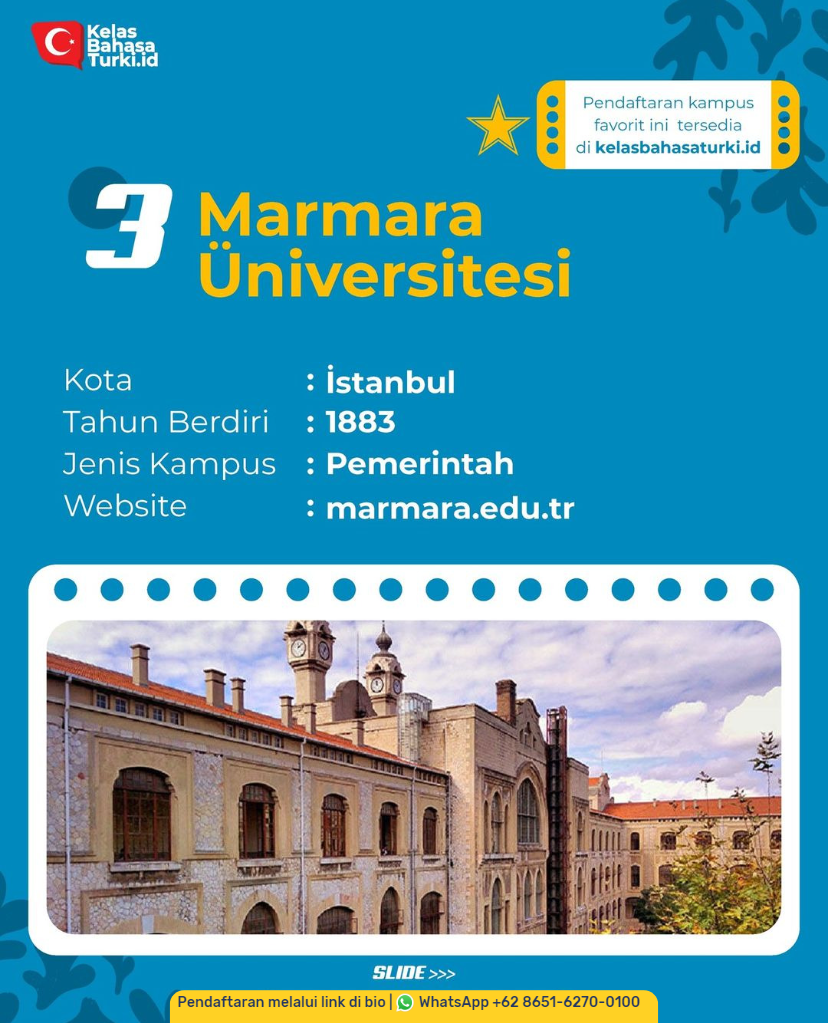 Kelas
Bahasa
Turki.id
Pendaftaran kampus
favorit ini tersedia
di kelasbahasaturki.id
3
Marmara
Üniversitesi
Kota : İstanbul
Tahun Berdiri : 1883
Jenis Kampus : Pemerintah
Website : marmara.edu.tr
SLIDE >>>
Pendaftaran melalui link di bio | WhatsApp +62 8651-6270-0100